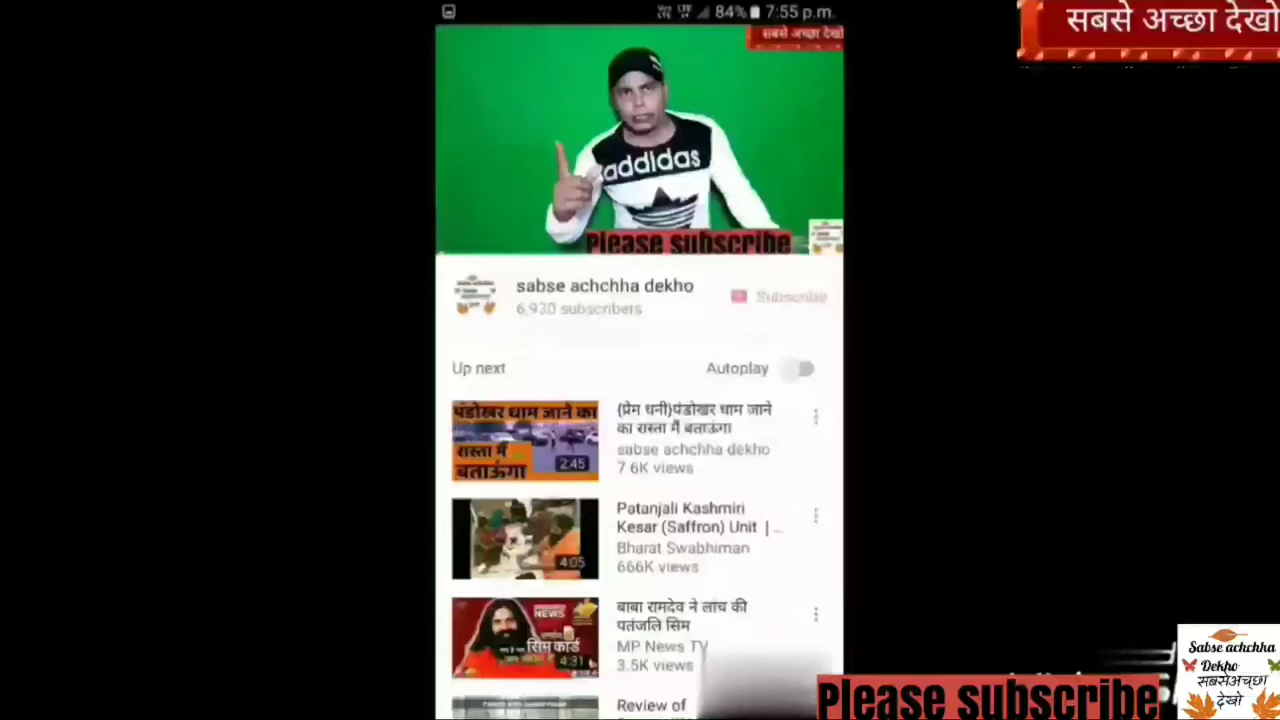 84% 7:55 p.m.
सबसे अच्छा देखो
सबसे अच्छा देखो
addidas
Please subscribe
sabse achchha dekho
Subscribe
6,930 subscribers
Up next
Autoplay
पंडोखर धाम जाने का
रास्ता मैं
बताऊंगा
2:45
{प्रेम धनी}पंडोखर धाम जाने
का रास्ता मैं बताऊंगा
sabse achchha dekho
7.6K views
4:05
Patanjali Kashmiri
Kesar (Saffron) Unit | ...
Bharat Swabhiman
666K views
NEWS
सिम कार्ड
4:31
बाबा रामदेव ने लांच की
पतंजलि सिम
MP News TV
3.5K views
Review of
Please subscribe
Sabse achchha
Dekho
सबसेअच्छा
देखो